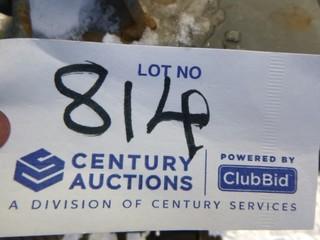 LOT NO
814
CENTURY AUCTIONS
POWERED BY
ClubBid
A DIVISION OF CENTURY SERVICES